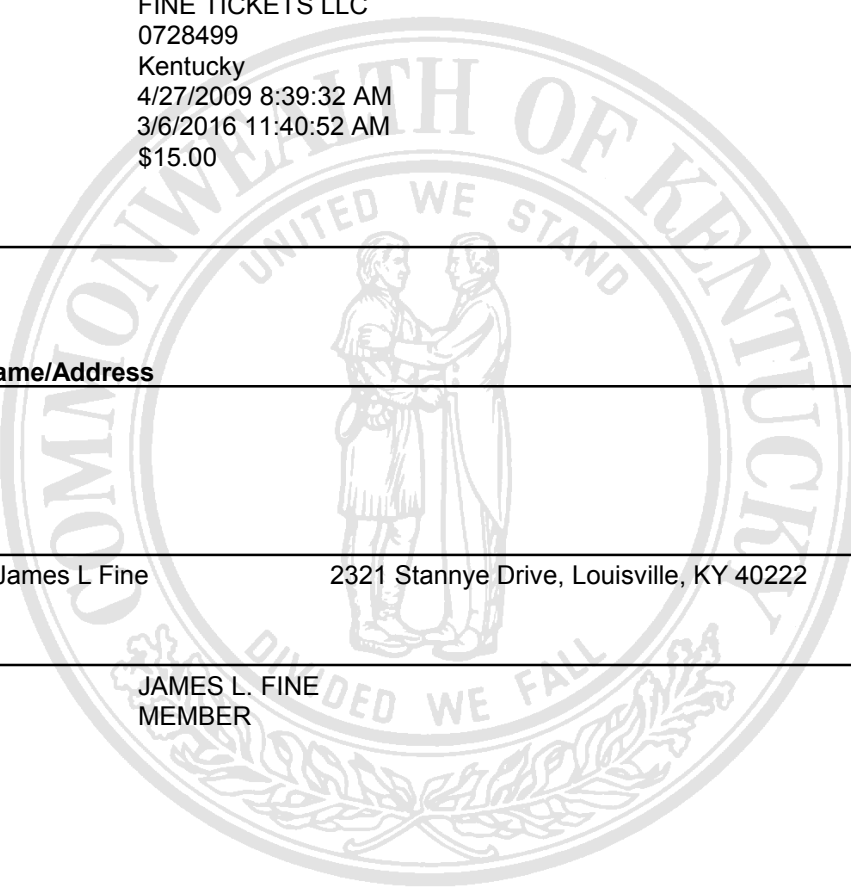 FINE TICKETS LLC
0728499
Kentucky
4/27/2009 8:39:32 AM
3/6/2016 11:40:52 AM
$15.00
COMMONWEALTH OF KENTUCKY
UNITED WE STAND
ame/Address
James L Fine 2321 Stannye Drive, Louisville, KY 40222
DIVIDED WE FALL
JAMES L. FINE
MEMBER